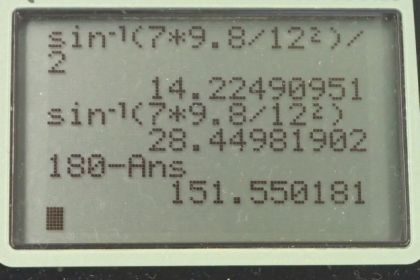 sin⁻¹(7*9.8/12²)/
2
14.22490951
sin⁻¹(7*9.8/12²)
28.44981902
180-Ans
151.550181